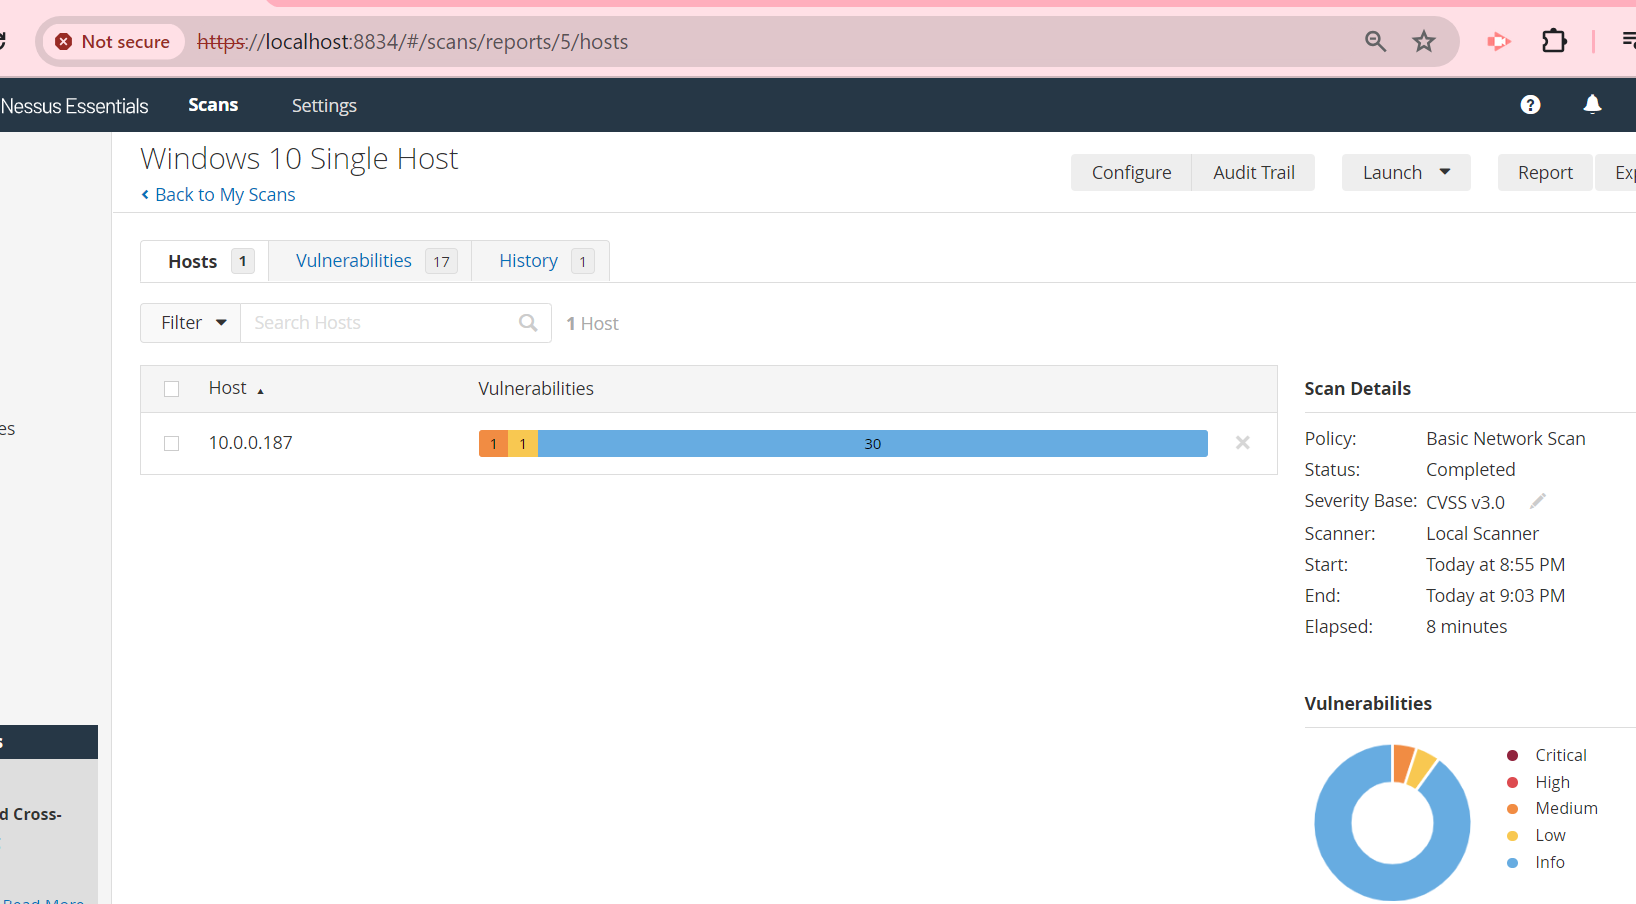 Not secure https://localhost:8834/#/scans/reports/5/hosts
Nessus Essentials Scans Settings
Windows 10 Single Host
Back to My Scans
Configure Audit Trail Launch Report Exp
Hosts 1 Vulnerabilities 17 History 1
Filter Search Hosts 1 Host
Host Vulnerabilities
10.0.0.187 1 1 30
Scan Details
Policy: Basic Network Scan
Status: Completed
Severity Base: CVSS v3.0
Scanner: Local Scanner
Start: Today at 8:55 PM
End: Today at 9:03 PM
Elapsed: 8 minutes
Vulnerabilities
Critical
High
Medium
Low
Info
es
s
d Cross-
Read More